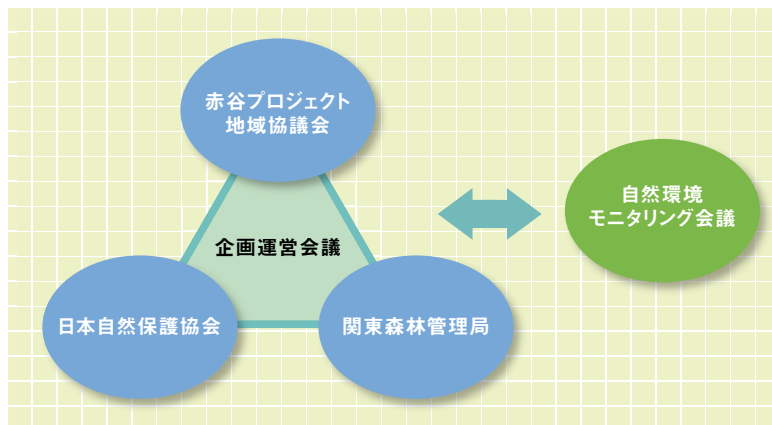 赤谷プロジェクト
地域協議会
自然環境
モニタリング会議
企画運営会議
日本自然保護協会
関東森林管理局